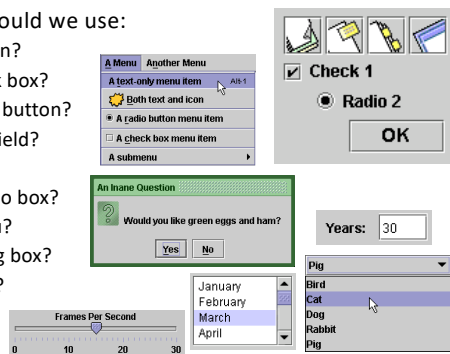 ould we use:
n?
k box?
button?
ield?
o box?
u?
g box?
?
A Menu Another Menu
A text-only menu item Alt-1
Both text and icon
A radio button menu item
A check box menu item
A submenu
Check 1
Radio 2
OK
An Inane Question
Would you like green eggs and ham?
Yes No
Years: 30
January
February
March
April
Pig
Bird
Cat
Dog
Rabbit
Pig
Frames Per Second
0 10 20 30